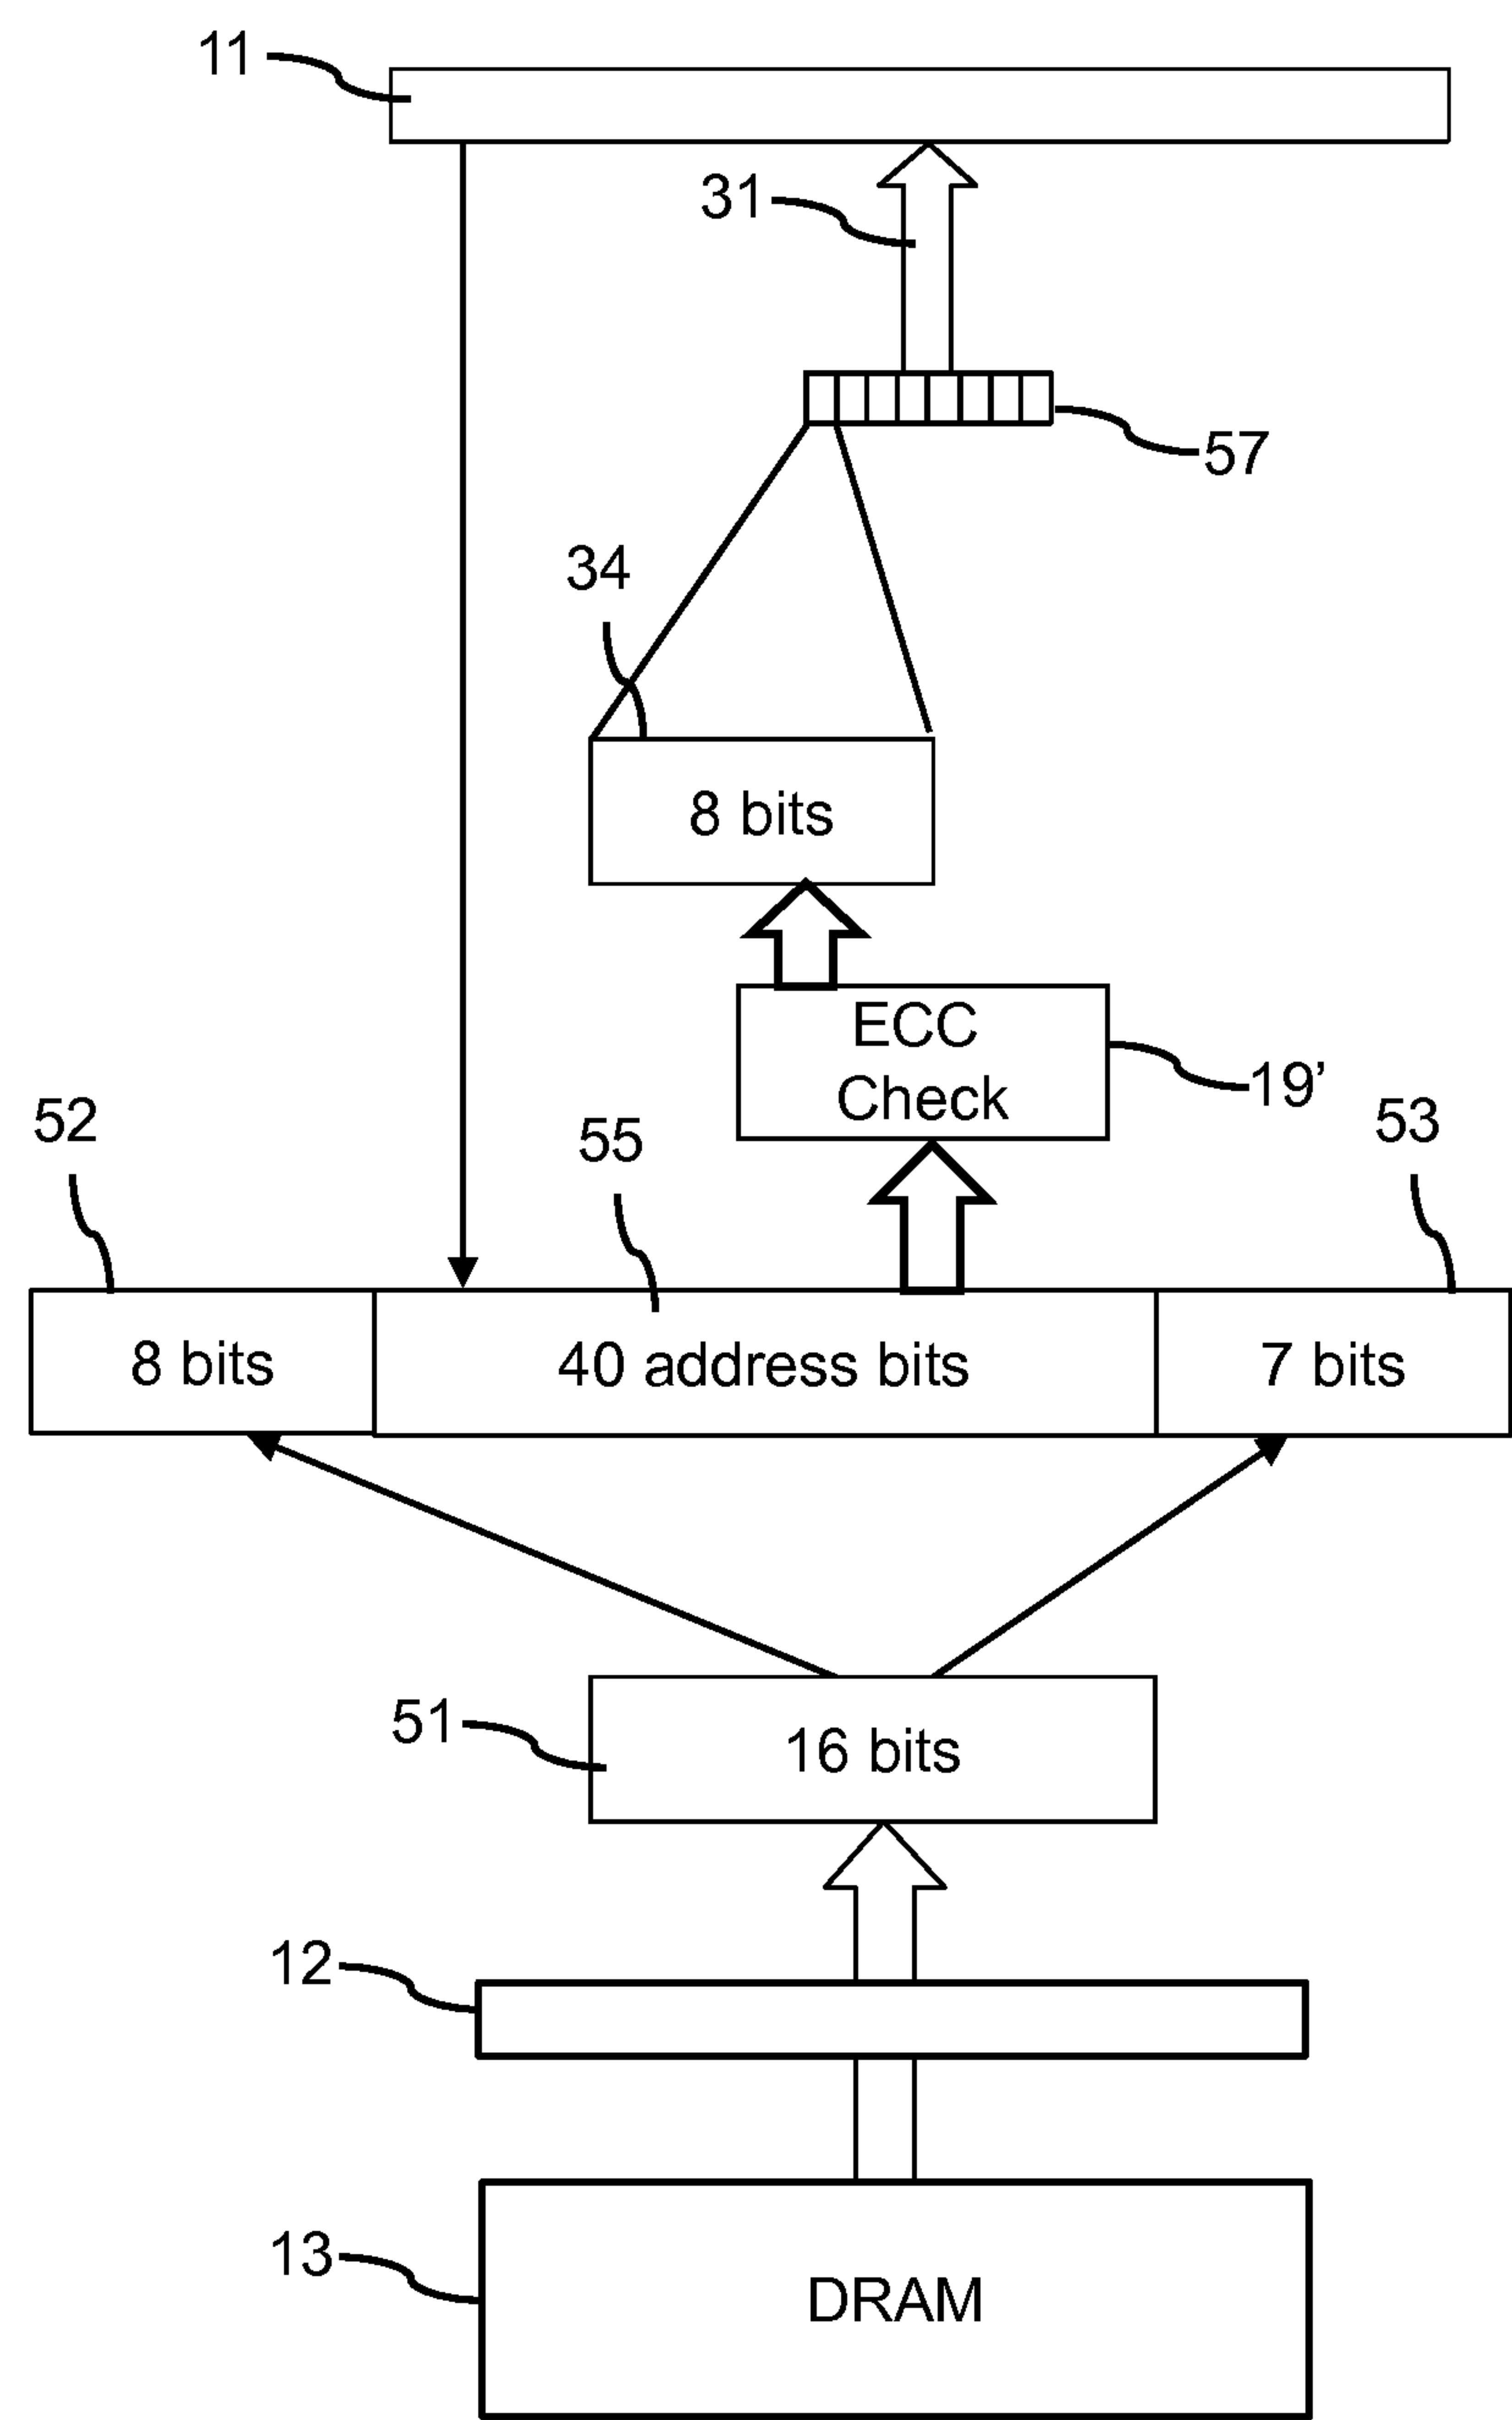 11
31
57
34
8 bits
ECC
Check
19’
52
55
53
8 bits
40 address bits
7 bits
51
16 bits
12
13
DRAM